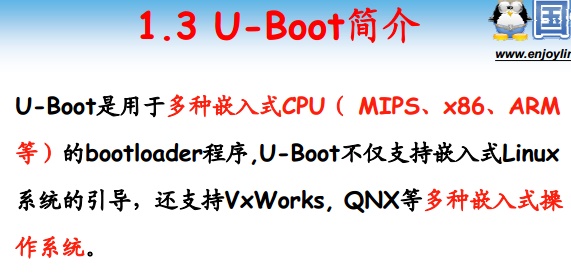 1.3 U-Boot简介
国
www.enjoylin
U-Boot是用于多种嵌入式CPU（ MIPS、x86、ARM
等）的bootloader程序,U-Boot不仅支持嵌入式Linux
系统的引导，还支持VxWorks, QNX等多种嵌入式操
作系统。